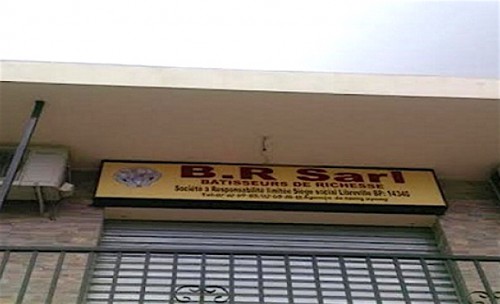 B.R Sarl
BATISSEURS DE RICHESSE
Société à Responsabilité limitée Siège social Libreville BP: 14340